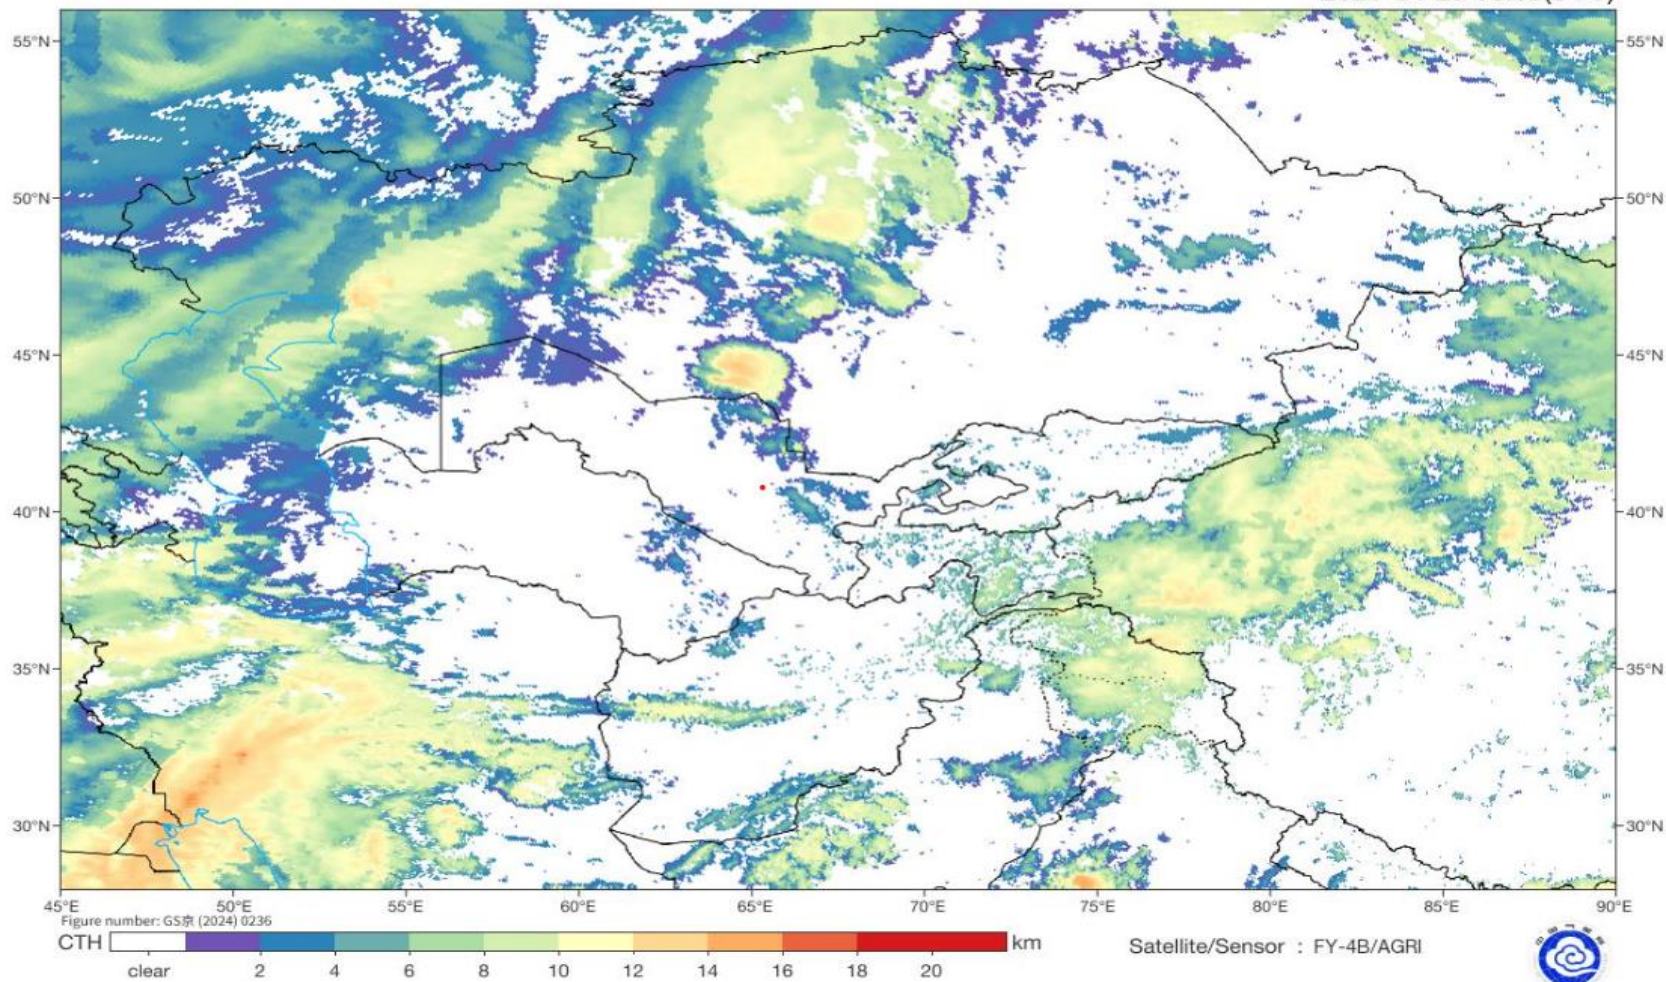 55°N 55°N
50°N 50°N
45°N 45°N
40°N 40°N
35°N 35°N
30°N 30°N
45°E 50°E 55°E 60°E 65°E 70°E 75°E 80°E 85°E 90°E
Figure number: GS京 (2024) 0236
CTH km
clear 2 4 6 8 10 12 14 16 18 20
Satellite/Sensor : FY-4B/AGRI